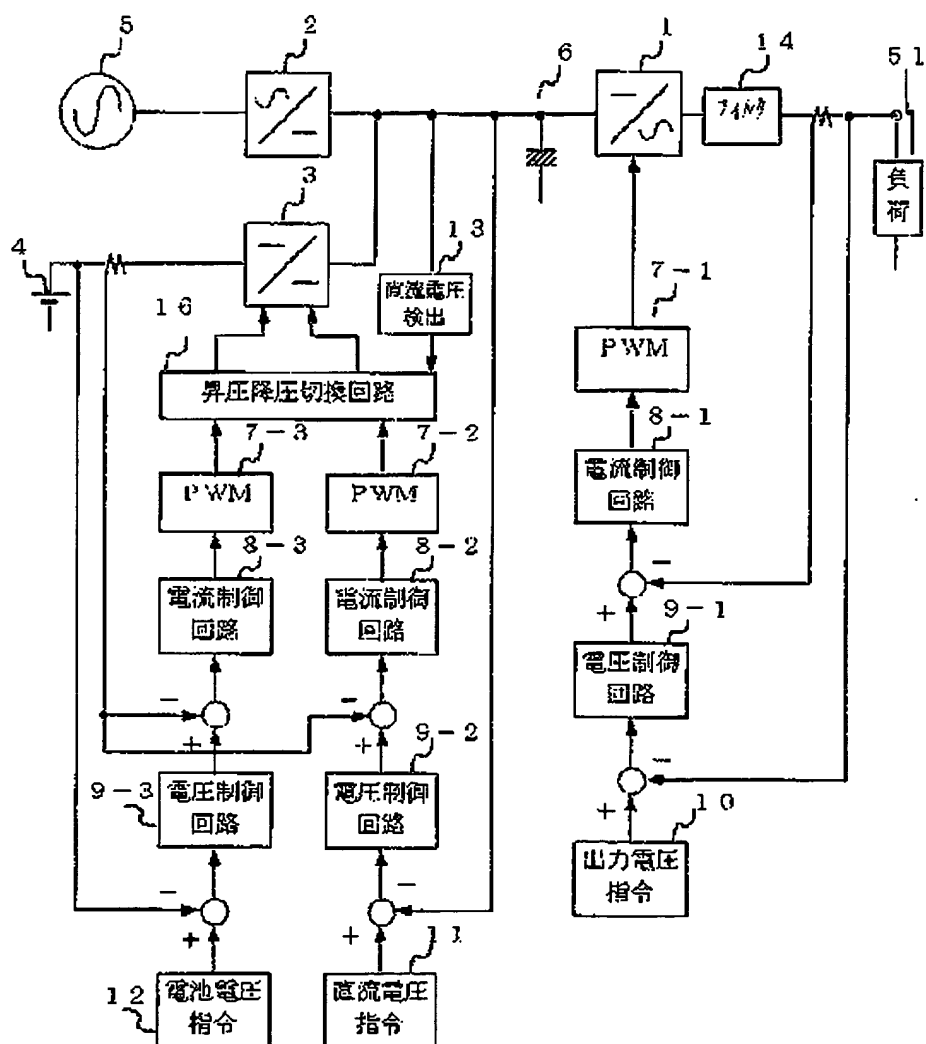 5
2
6
1
14
51
フィルタ
負荷
3
4
13
直流電圧
検出
16
7-1
PWM
昇圧降圧切換回路
7-3
7-2
8-1
PWM
PWM
電流制御
回路
8-3
8-2
電流制御
回路
電流制御
回路
−
+
9-1
電圧制御
回路
−
−
+
+
9-2
9-3
電圧制御
回路
電圧制御
回路
−
+
10
出力電圧
指令
−
−
+
+
11
12
電池電圧
指令
直流電圧
指令